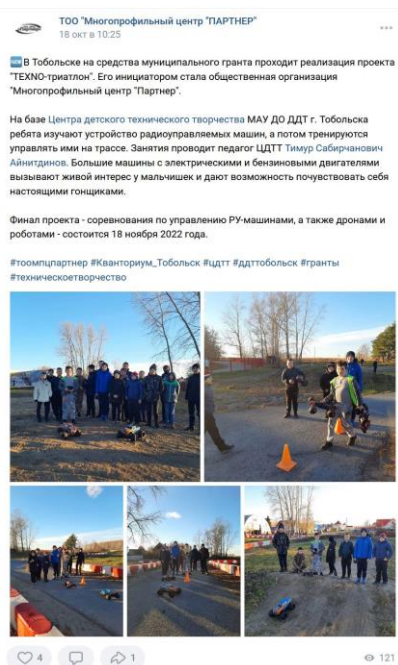 ТОО "Многопрофильный центр "ПАРТНЕР"
18 окт в 10:25
NEW В Тобольске на средства муниципального гранта проходит реализация проекта
"TEXNO-триатлон". Его инициатором стала общественная организация
"Многопрофильный центр "Партнер".
На базе Центра детского технического творчества МАУ ДО ДДТ г. Тобольска
ребята изучают устройство радиоуправляемых машин, а потом тренируются
управлять ими на трассе. Занятия проводит педагог ЦДТТ Тимур Сабирчанович
Айнитдинов. Большие машины с электрическими и бензиновыми двигателями
вызывают живой интерес у мальчишек и дают возможность почувствовать себя
настоящими гонщиками.
Финал проекта - соревнования по управлению РУ-машинами, а также дронами и
роботами - состоится 18 ноября 2022 года.
#тоомпцпартнер #Кванториум_Тобольск #цдтт #ддттобольск #гранты
#техническоетворчество
4
1
121